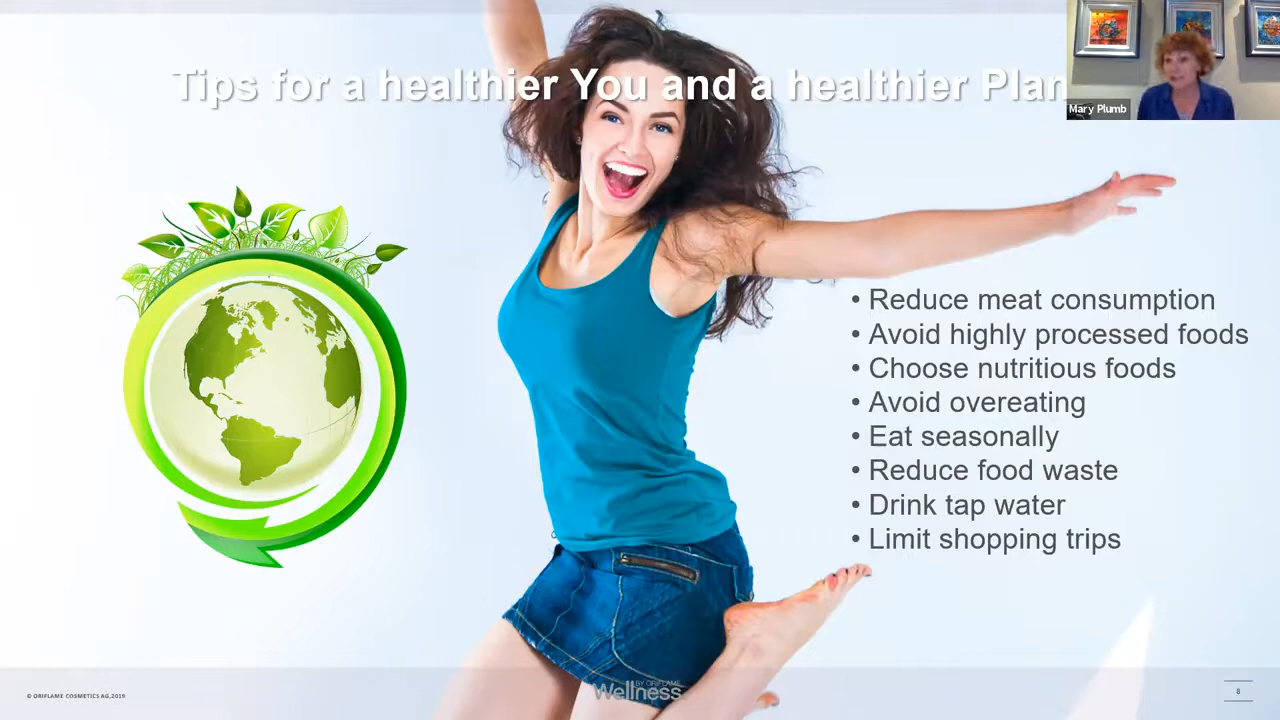 Tips for a healthier You and a healthier Plan
Mary Plumb
• Reduce meat consumption
• Avoid highly processed foods
• Choose nutritious foods
• Avoid overeating
• Eat seasonally
• Reduce food waste
• Drink tap water
• Limit shopping trips
© ORIFLAME COSMETICS AG,2019
BY ORIFLAME
Wellness
8